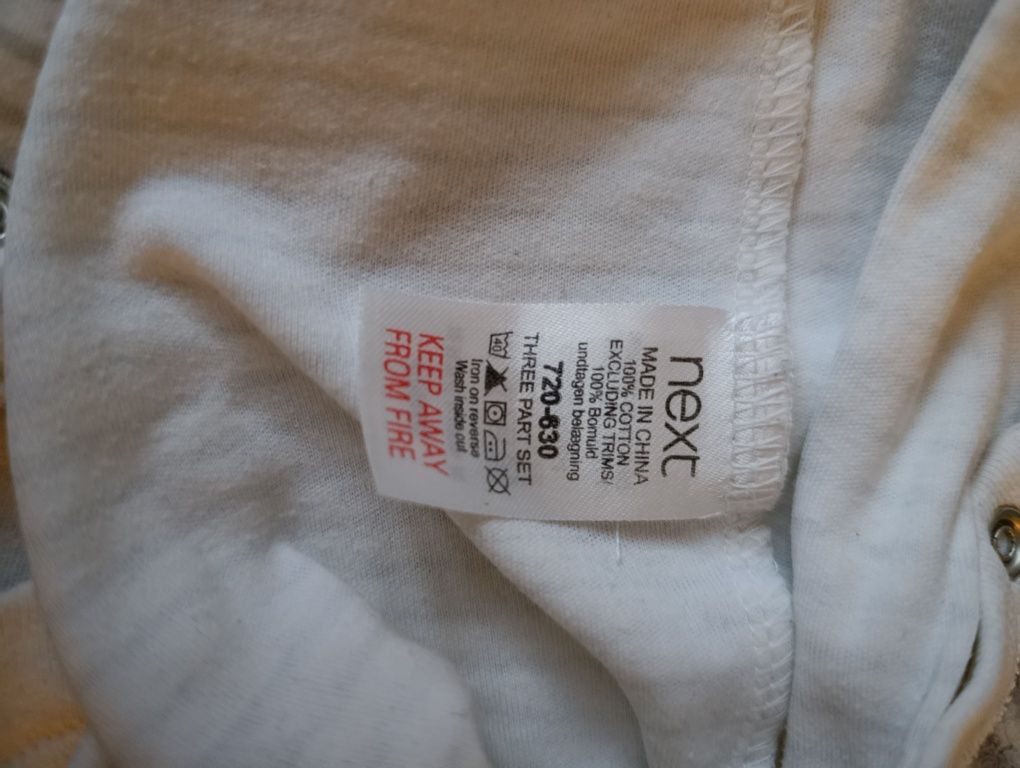 next
MADE IN CHINA
100% COTTON
EXCLUDING TRIMS/
100% Bomuld
undtagen belægning
720-630
THREE PART SET
40
Iron on reverse
Wash inside out
KEEP AWAY
FROM FIRE